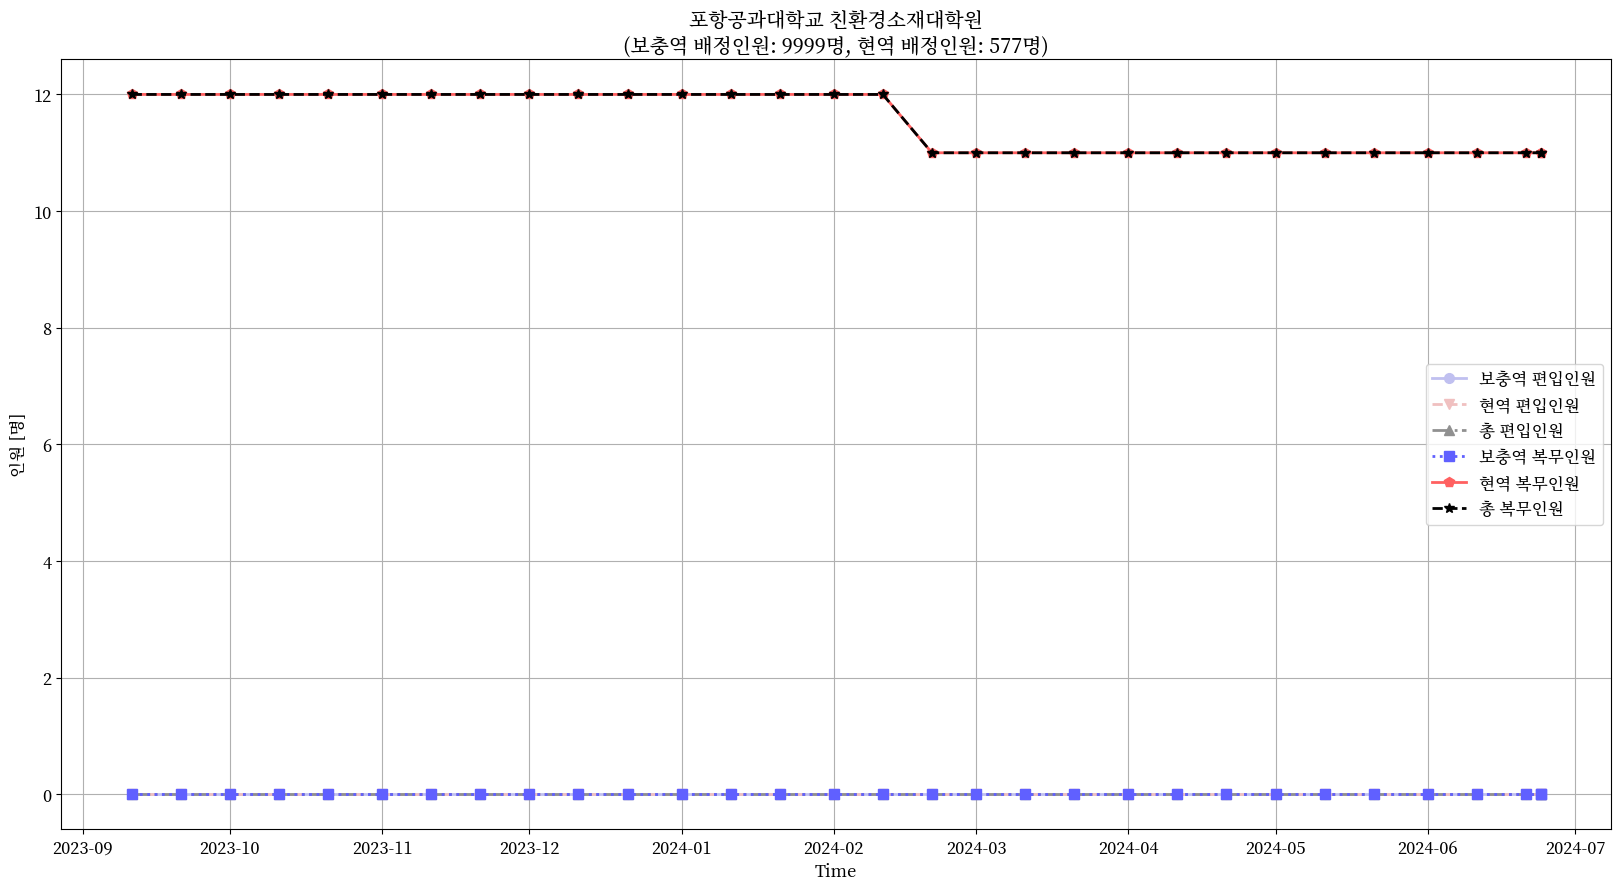 포항공과대학교 친환경소재대학원
(보충역 배정인원: 9999명, 현역 배정인원: 577명)
12
10
8
6
4
2
0
인원 [명]
보충역 편입인원
현역 편입인원
총 편입인원
보충역 복무인원
현역 복무인원
총 복무인원
2023-09 2023-10 2023-11 2023-12 2024-01 2024-02 2024-03 2024-04 2024-05 2024-06 2024-07
Time